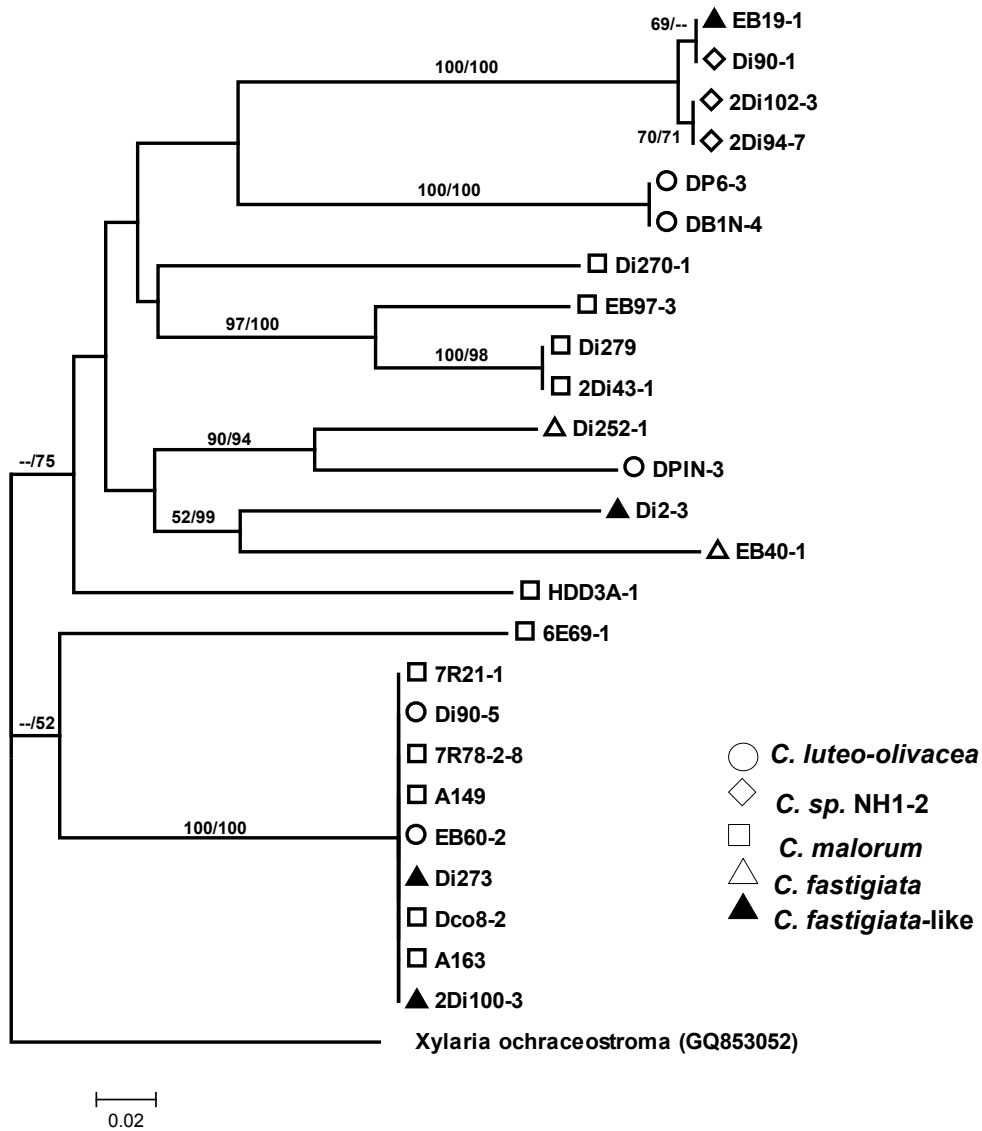 69/--
EB19-1
Di90-1
100/100
2Di102-3
70/71
2Di94-7
DP6-3
100/100
DB1N-4
Di270-1
EB97-3
97/100
Di279
100/98
2Di43-1
Di252-1
90/94
DPIN-3
--/75
Di2-3
52/99
EB40-1
HDD3A-1
6E69-1
7R21-1
Di90-5
--/52
7R78-2-8
A149
100/100
EB60-2
Di273
Dco8-2
A163
2Di100-3
Xylaria ochraceostroma (GQ853052)
C. luteo-olivacea
C. sp. NH1-2
C. malorum
C. fastigiata
C. fastigiata-like
0.02